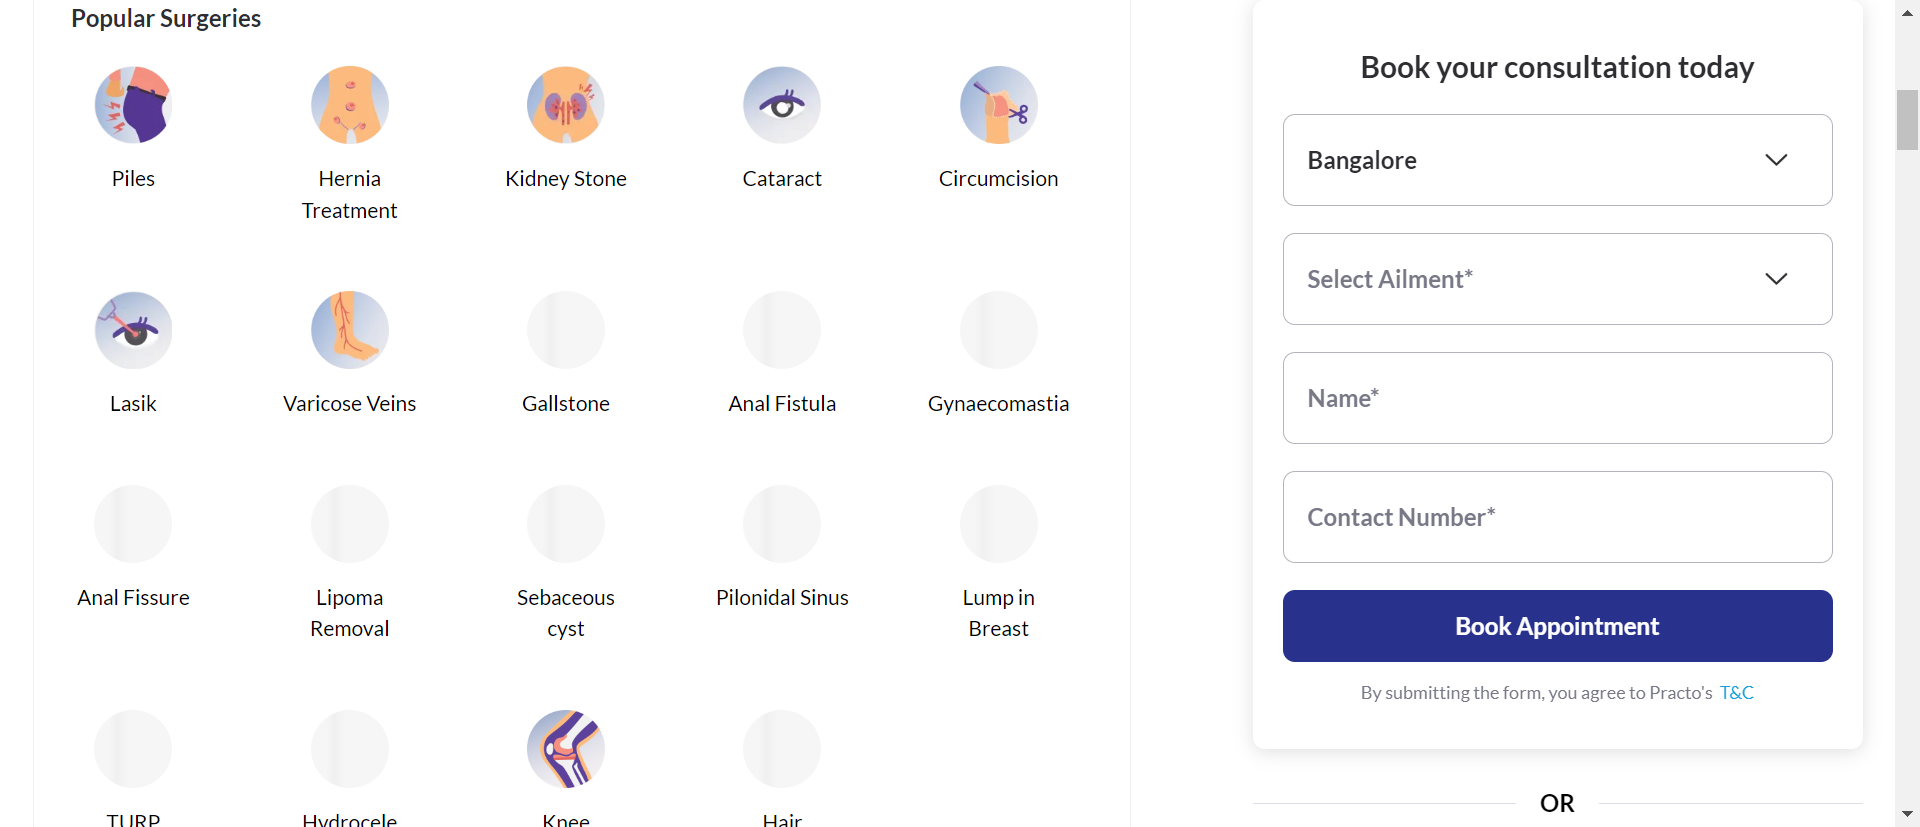 Popular Surgeries
Piles
Hernia
Treatment
Kidney Stone
Cataract
Circumcision
Lasik
Varicose Veins
Gallstone
Anal Fistula
Gynaecomastia
Anal Fissure
Lipoma
Removal
Sebaceous
cyst
Pilonidal Sinus
Lump in
Breast
TURP
Hydrocele
Knee
Hair
Book your consultation today
Bangalore
Select Ailment*
Name*
Contact Number*
Book Appointment
By submitting the form, you agree to Practo's T&C
OR